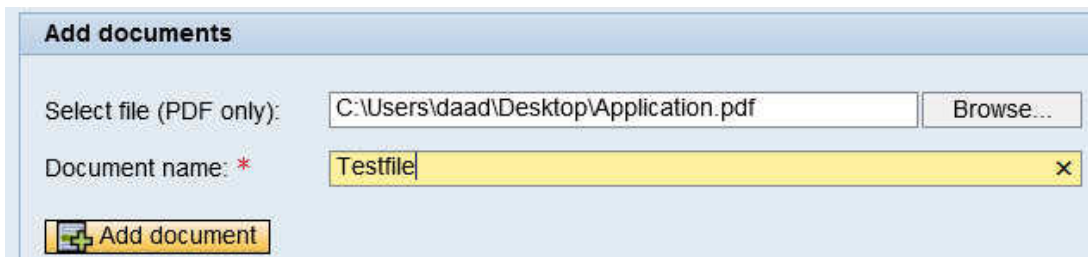 Add documents
Select file (PDF only): C:\Users\daad\Desktop\Application.pdf Browse...
Document name: * Testfile ×
Add document